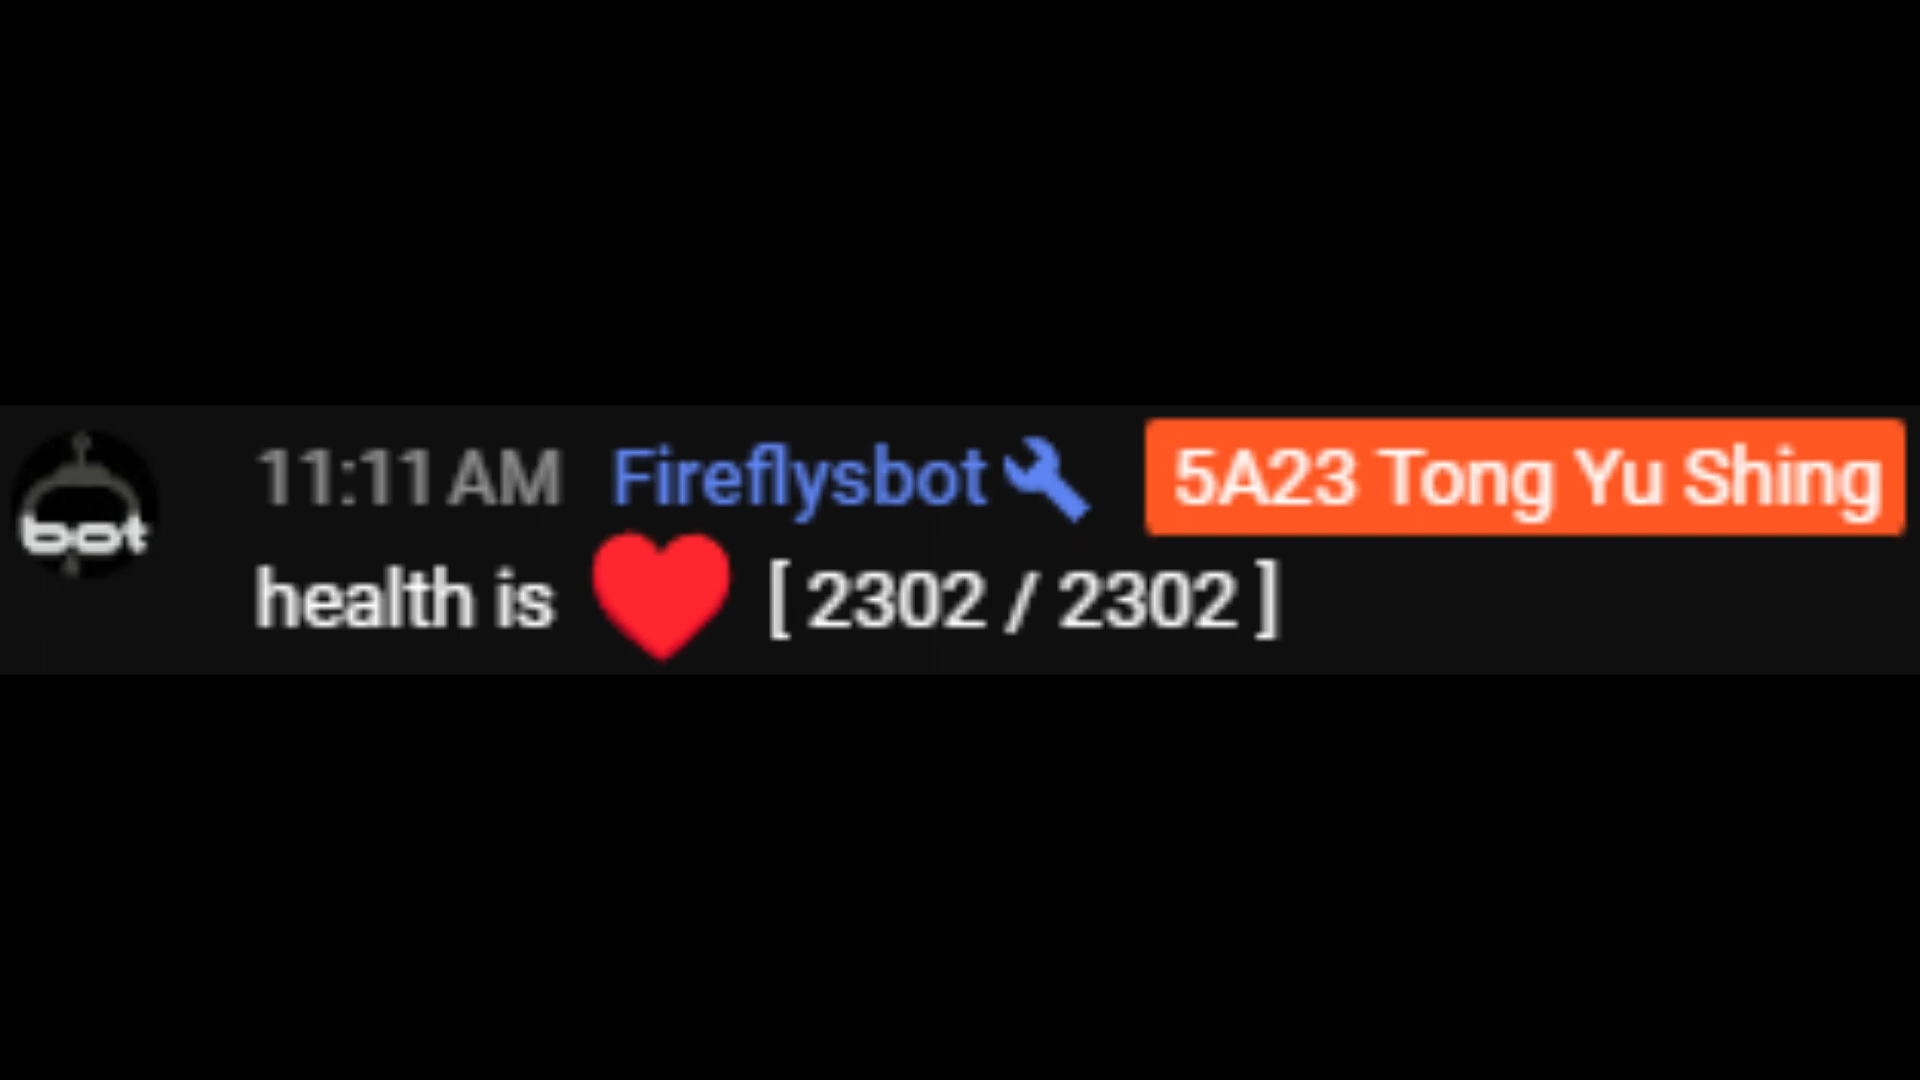 bot
11:11 AM Fireflysbot 5A23 Tong Yu Shing
health is ❤ [ 2302 / 2302 ]